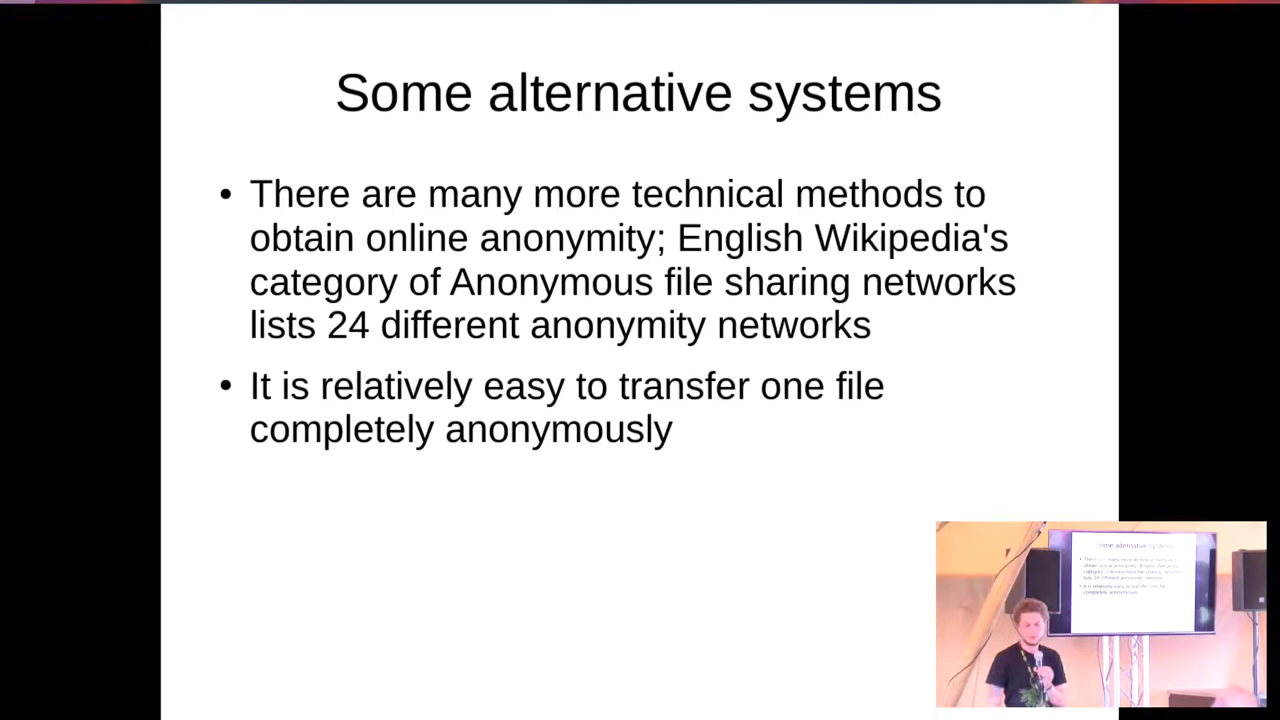 Some alternative systems
• There are many more technical methods to
obtain online anonymity; English Wikipedia's
category of Anonymous file sharing networks
lists 24 different anonymity networks
• It is relatively easy to transfer one file
completely anonymously